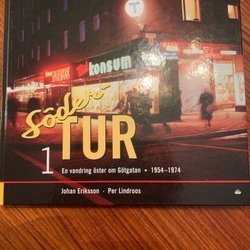 T
konsum
Söder
TUR
1
En vandring öster om Götgatan • 1954–1974
Johan Eriksson • Per Lindroos